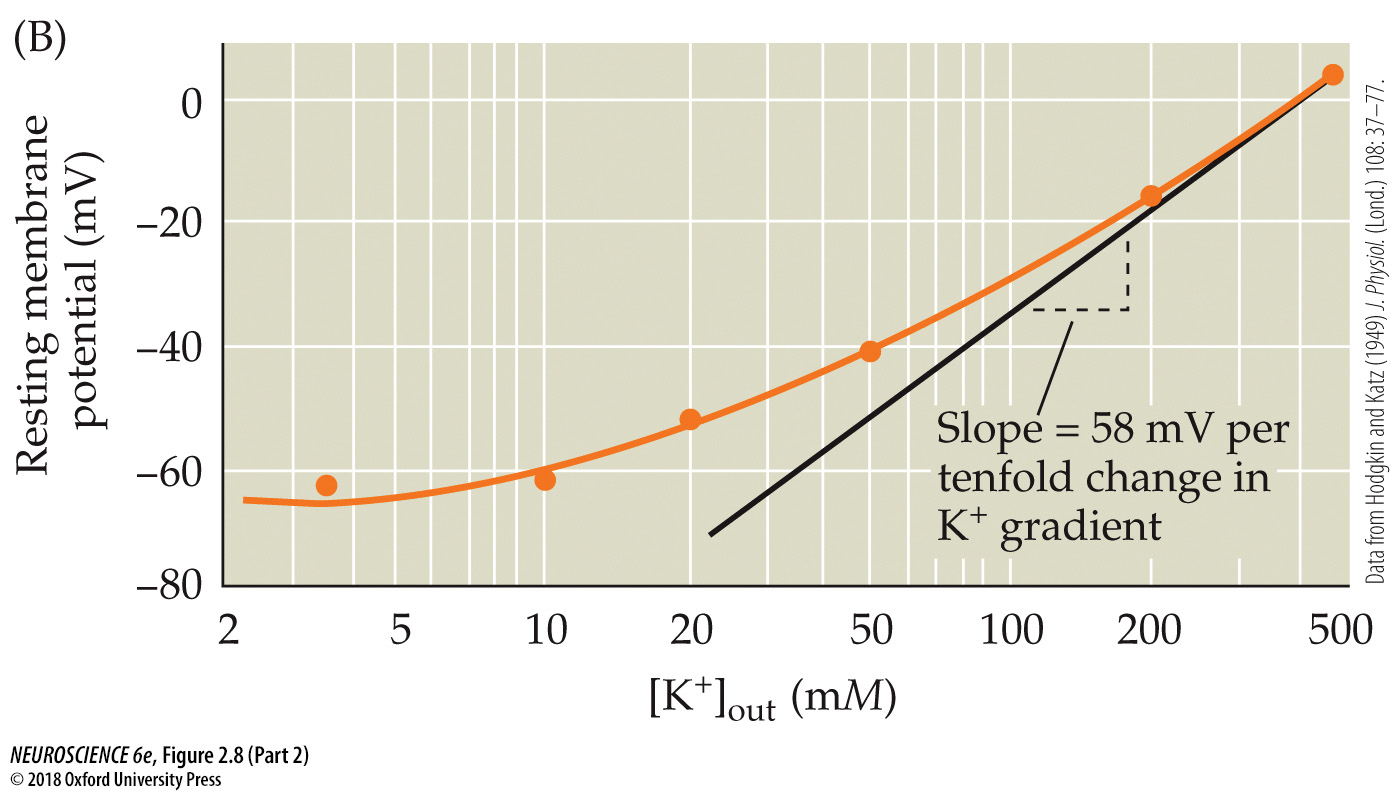 (B)
Resting membrane
potential (mV)
0
–20
–40
–60
–80
Slope = 58 mV per
tenfold change in
K⁺ gradient
2 5 10 20 50 100 200 500
[K⁺]out (mM)
Data from Hodgkin and Katz (1949) J. Physiol. (Lond.) 108: 37–77.
NEUROSCIENCE 6e, Figure 2.8 (Part 2)
© 2018 Oxford University Press